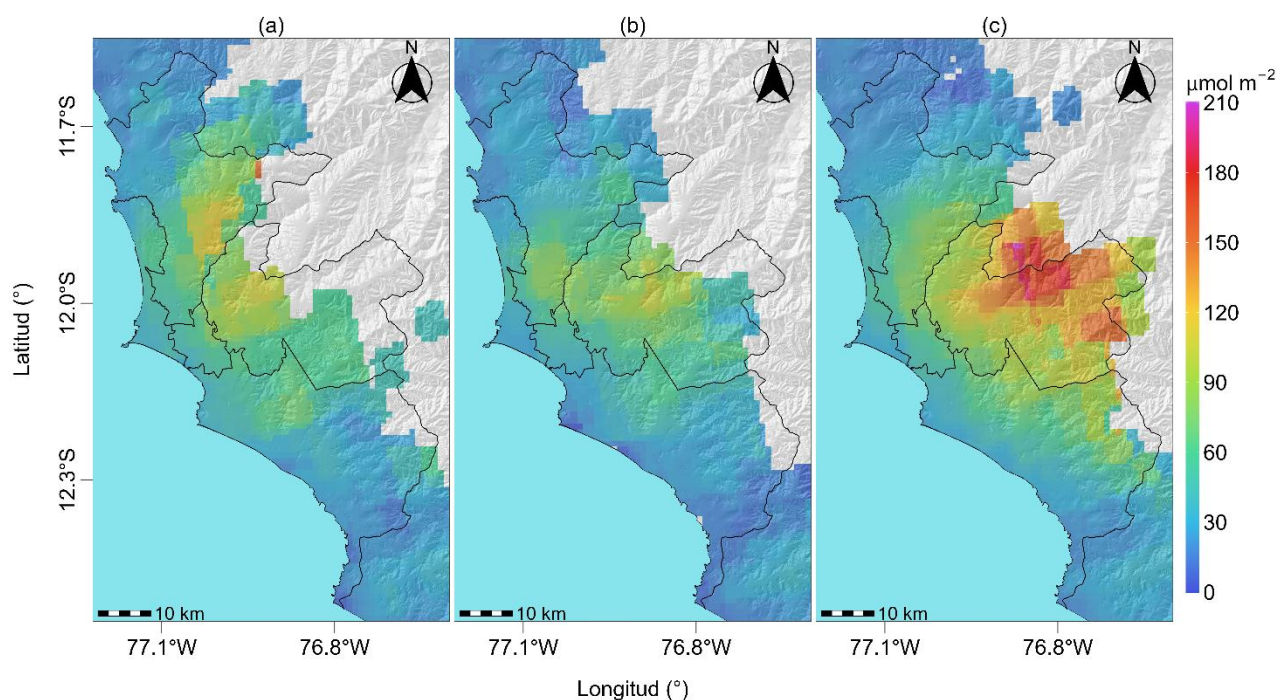 (a) (b) (c)
N N N
µmol m⁻²
210
180
150
120
90
60
30
0
11.7°S
12.0°S
12.3°S
Latitud (°)
10 km 10 km 10 km
77.1°W 76.8°W 77.1°W 76.8°W 77.1°W 76.8°W
Longitud (°)